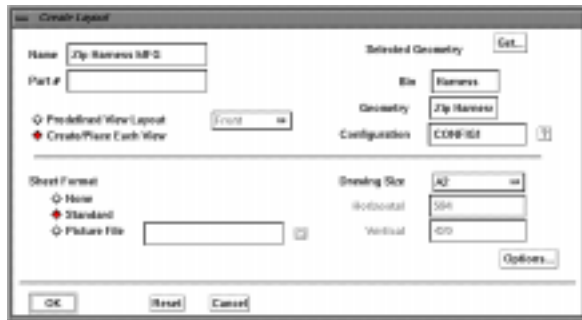 Create Layout
Name Zip Harness MFG
Part #
Predefined View Layout Front
Create/Place Each View
Selected Geometry Get...
Bin Harness
Geometry Zip Harness
Configuration CONFIG1 ?
Sheet Format
None
Standard
Picture File
Drawing Size A2
Horizontal 594
Vertical 420
Options...
OK Reset Cancel